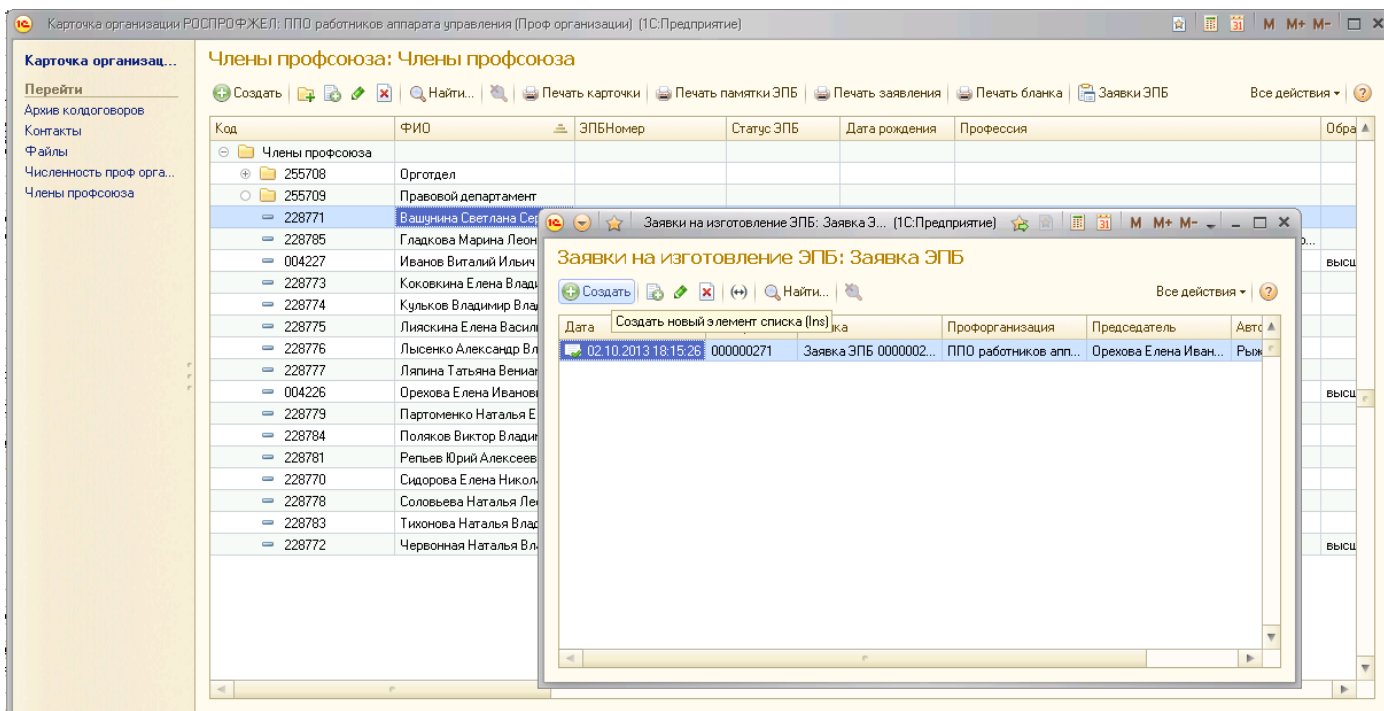 Карточка организации РОСПРОФЖЕЛ: ППО работников аппарата управления (Проф организации) (1С:Предприятие) M M+ M-
Карточка организац...
Перейти
Архив колдоговоров
Контакты
Файлы
Численность проф орга...
Члены профсоюза
Члены профсоюза: Члены профсоюза
Создать Найти... Печать карточки Печать памятки ЭПБ Печать заявления Печать бланка Заявки ЭПБ Все действия
Код ФИО ЭПБНомер Статус ЭПБ Дата рождения Профессия Обра
Члены профсоюза
255708 Орготдел
255709 Правовой департамент
228771 Вашунина Светлана Сер
228785 Гладкова Марина Леон
004227 Иванов Виталий Ильич высш
228773 Коковкина Елена Влад
228774 Кульков Владимир Вла
228775 Лияскина Елена Васил
228776 Лысенко Александр Вл
228777 Ляпина Татьяна Вениа
004226 Орехова Елена Иванов высш
228779 Партоменко Наталья Е
228784 Поляков Виктор Влади
228781 Репьев Юрий Алексеев
228770 Сидорова Елена Никол
228778 Соловьева Наталья Ле
228783 Тихонова Наталья Влад
228772 Червонная Наталья Вл высш
Заявки на изготовление ЭПБ: Заявка Э... (1С:Предприятие) M M+ M-
Заявки на изготовление ЭПБ: Заявка ЭПБ
Создать Найти... Все действия
Дата Профорганизация Председатель Авто
Создать новый элемент списка (Ins)
02.10.2013 18:15:26 000000271 Заявка ЭПБ 0000002... ППО работников апп... Орехова Елена Иван... Рыж